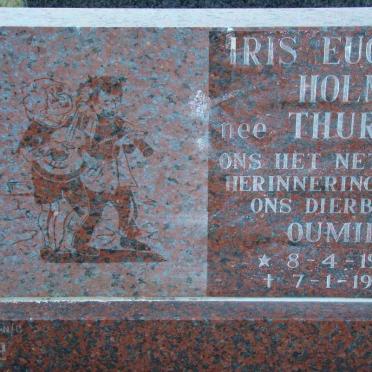 IRIS EUG
HOLM
nee THUR
ONS HET NE
HERINNERING
ONS DIERB
OUMI
* 8-4-19
+ 7-1-19